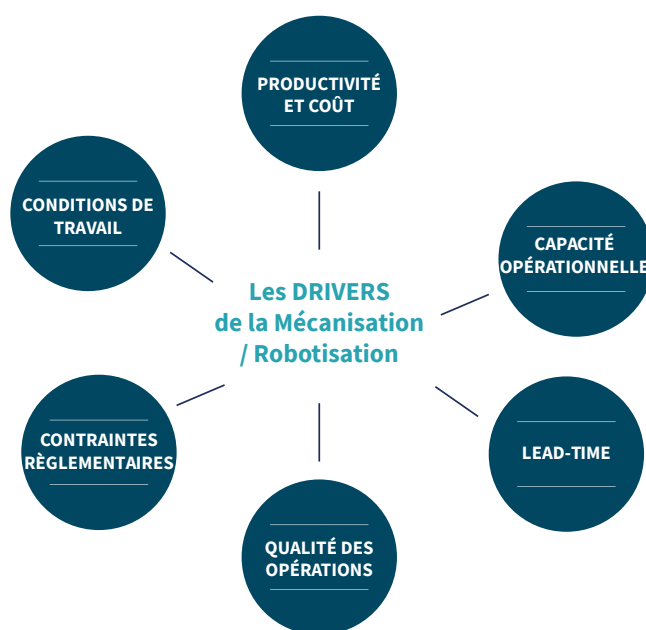 PRODUCTIVITÉ
ET COÛT
CONDITIONS DE
TRAVAIL
CAPACITÉ
OPÉRATIONNELLE
Les DRIVERS
de la Mécanisation
/ Robotisation
CONTRAINTES
RÈGLEMENTAIRES
LEAD-TIME
QUALITÉ DES
OPÉRATIONS